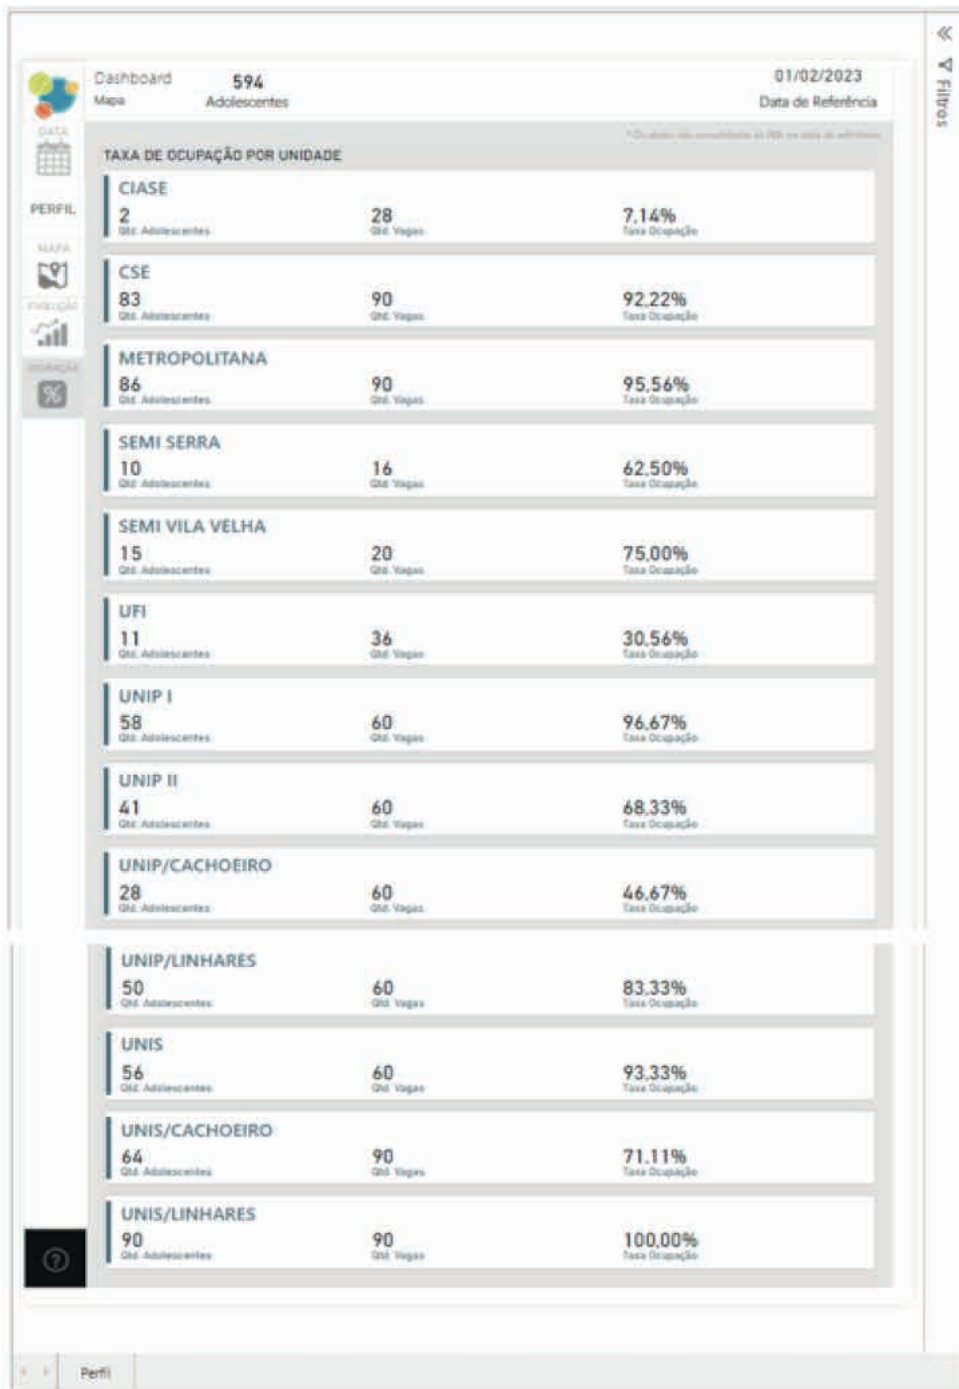 Dashboard
Mapa
594
Adolescentes
01/02/2023
Data de Referência
Filtros
DATA
PERFIL
MAPA
EVOLUÇÃO
OCUPAÇÃO
%
TAXA DE OCUPAÇÃO POR UNIDADE
CIASE
2 28 7,14%
Qtd. Adolescentes Qtd. Vagas Taxa Ocupação
CSE
83 90 92,22%
Qtd. Adolescentes Qtd. Vagas Taxa Ocupação
METROPOLITANA
86 90 95,56%
Qtd. Adolescentes Qtd. Vagas Taxa Ocupação
SEMI SERRA
10 16 62,50%
Qtd. Adolescentes Qtd. Vagas Taxa Ocupação
SEMI VILA VELHA
15 20 75,00%
Qtd. Adolescentes Qtd. Vagas Taxa Ocupação
UFI
11 36 30,56%
Qtd. Adolescentes Qtd. Vagas Taxa Ocupação
UNIP I
58 60 96,67%
Qtd. Adolescentes Qtd. Vagas Taxa Ocupação
UNIP II
41 60 68,33%
Qtd. Adolescentes Qtd. Vagas Taxa Ocupação
UNIP/CACHOEIRO
28 60 46,67%
Qtd. Adolescentes Qtd. Vagas Taxa Ocupação
UNIP/LINHARES
50 60 83,33%
Qtd. Adolescentes Qtd. Vagas Taxa Ocupação
UNIS
56 60 93,33%
Qtd. Adolescentes Qtd. Vagas Taxa Ocupação
UNIS/CACHOEIRO
64 90 71,11%
Qtd. Adolescentes Qtd. Vagas Taxa Ocupação
UNIS/LINHARES
90 90 100,00%
Qtd. Adolescentes Qtd. Vagas Taxa Ocupação
?
Perfil